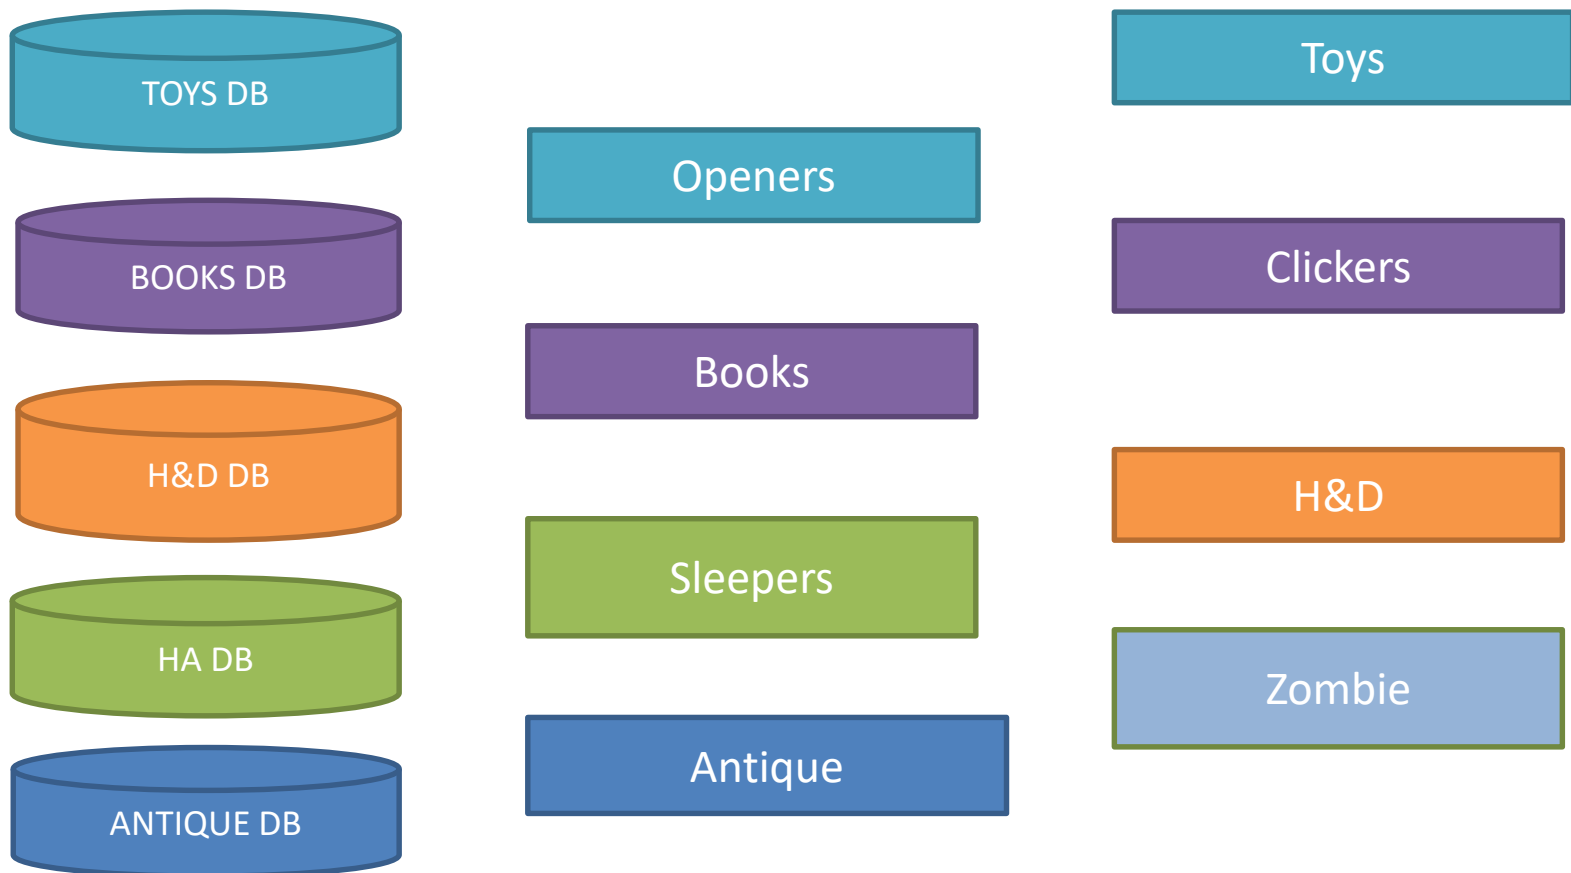 TOYS DB
BOOKS DB
H&D DB
HA DB
ANTIQUE DB
Openers
Books
Sleepers
Antique
Toys
Clickers
H&D
Zombie